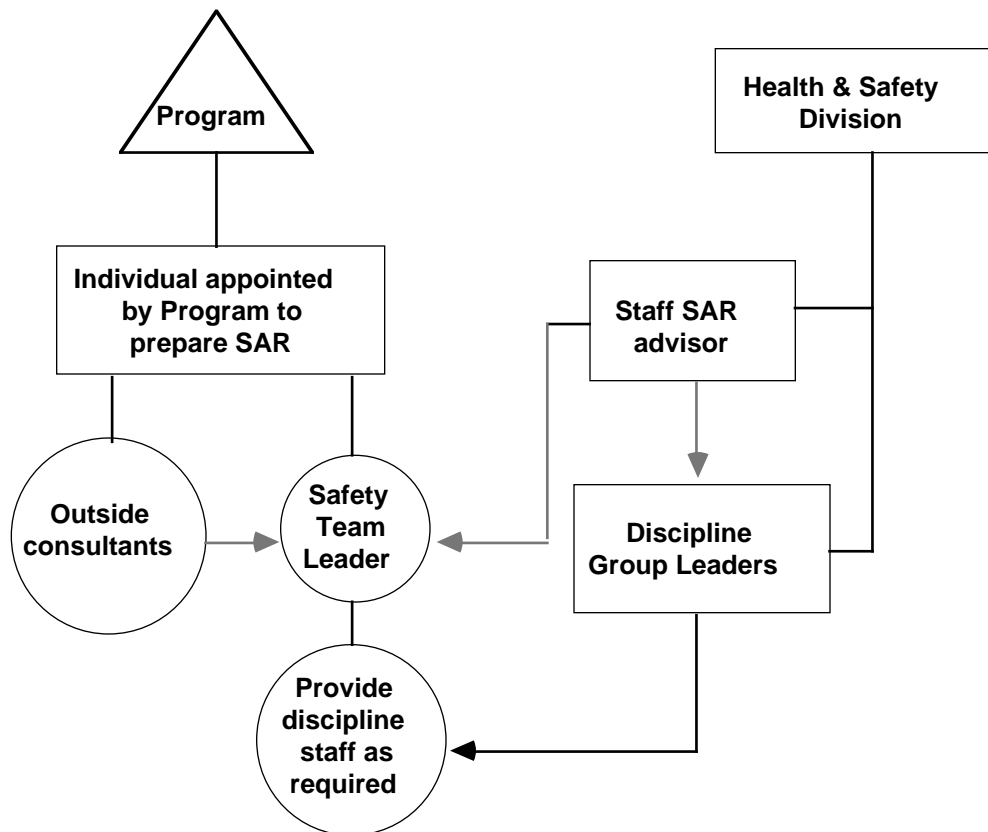 Program
Health & Safety
Division
Individual appointed
by Program to
prepare SAR
Staff SAR
advisor
Outside
consultants
Safety
Team
Leader
Discipline
Group Leaders
Provide
discipline
staff as
required